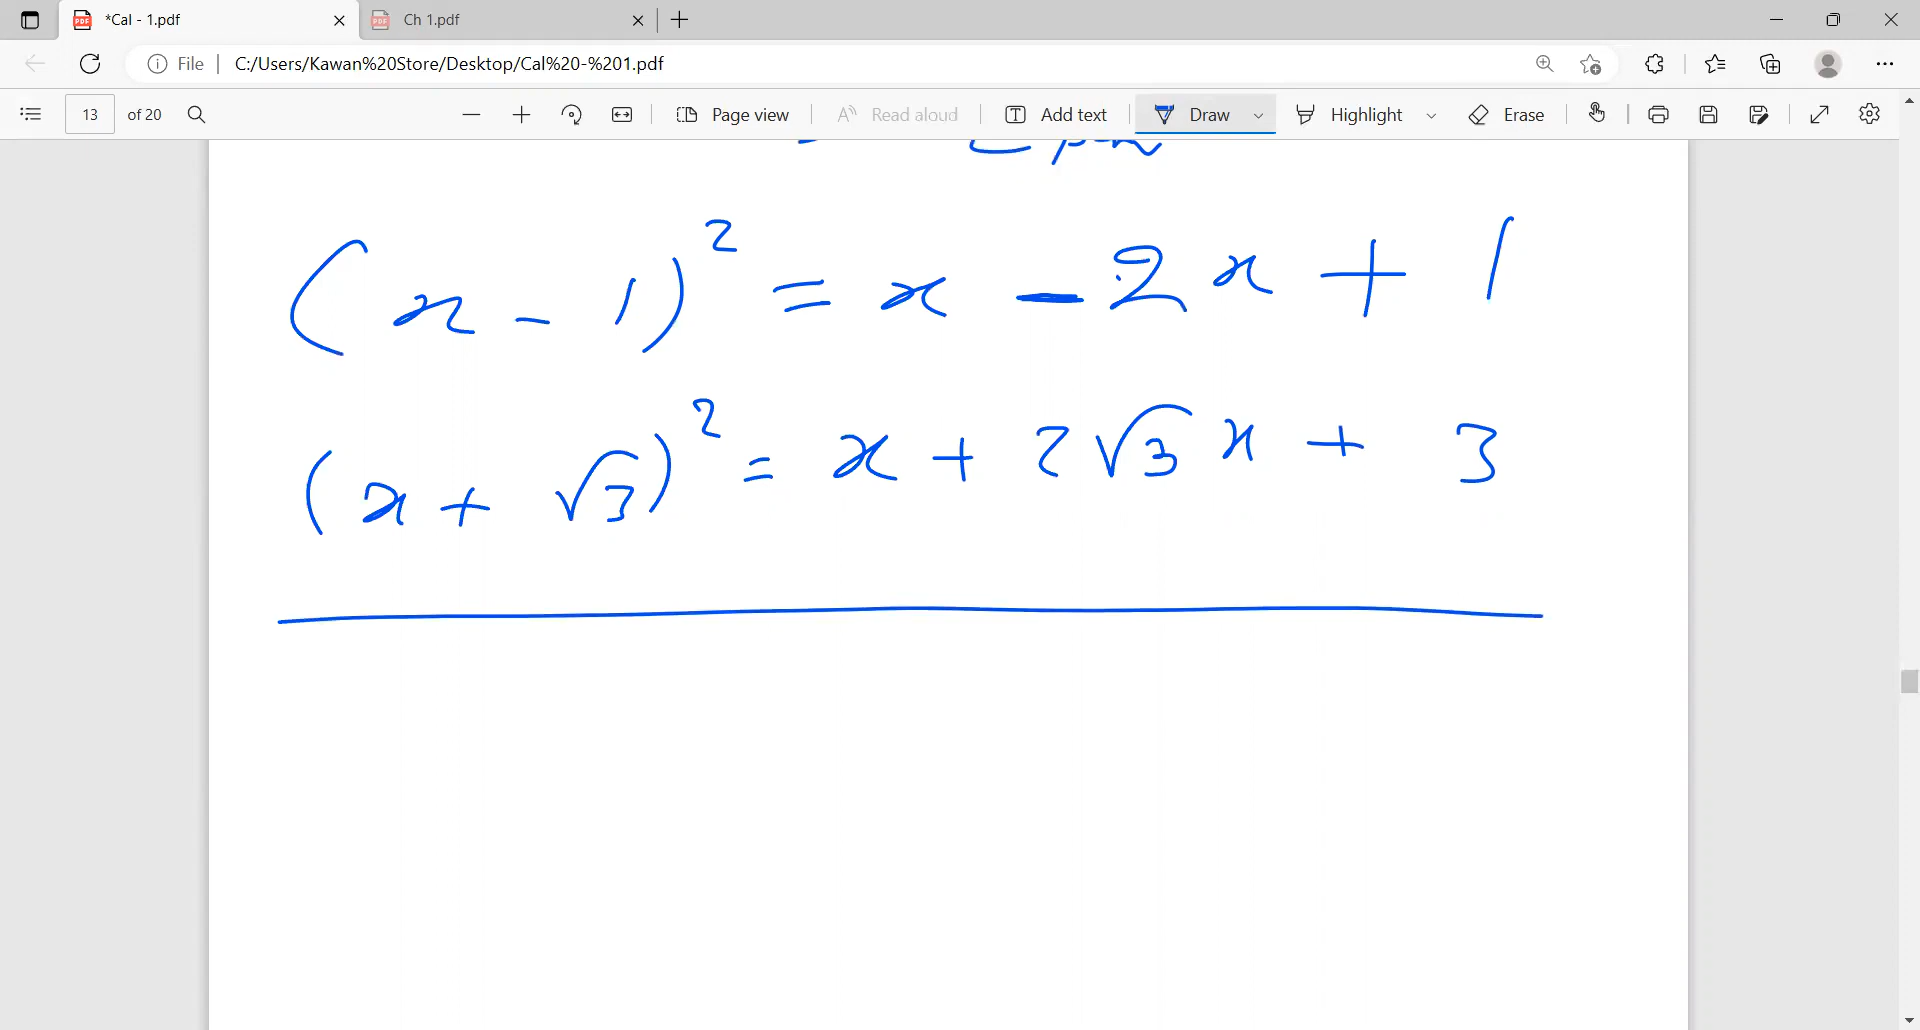 *Cal - 1.pdf
Ch 1.pdf
File
C:/Users/Kawan%20Store/Desktop/Cal%20-%201.pdf
13 of 20
Page view
Read aloud
Add text
Draw
Highlight
Erase
(x - 1)² = x - 2x + 1
(x + √3)² = x + 2√3 x + 3